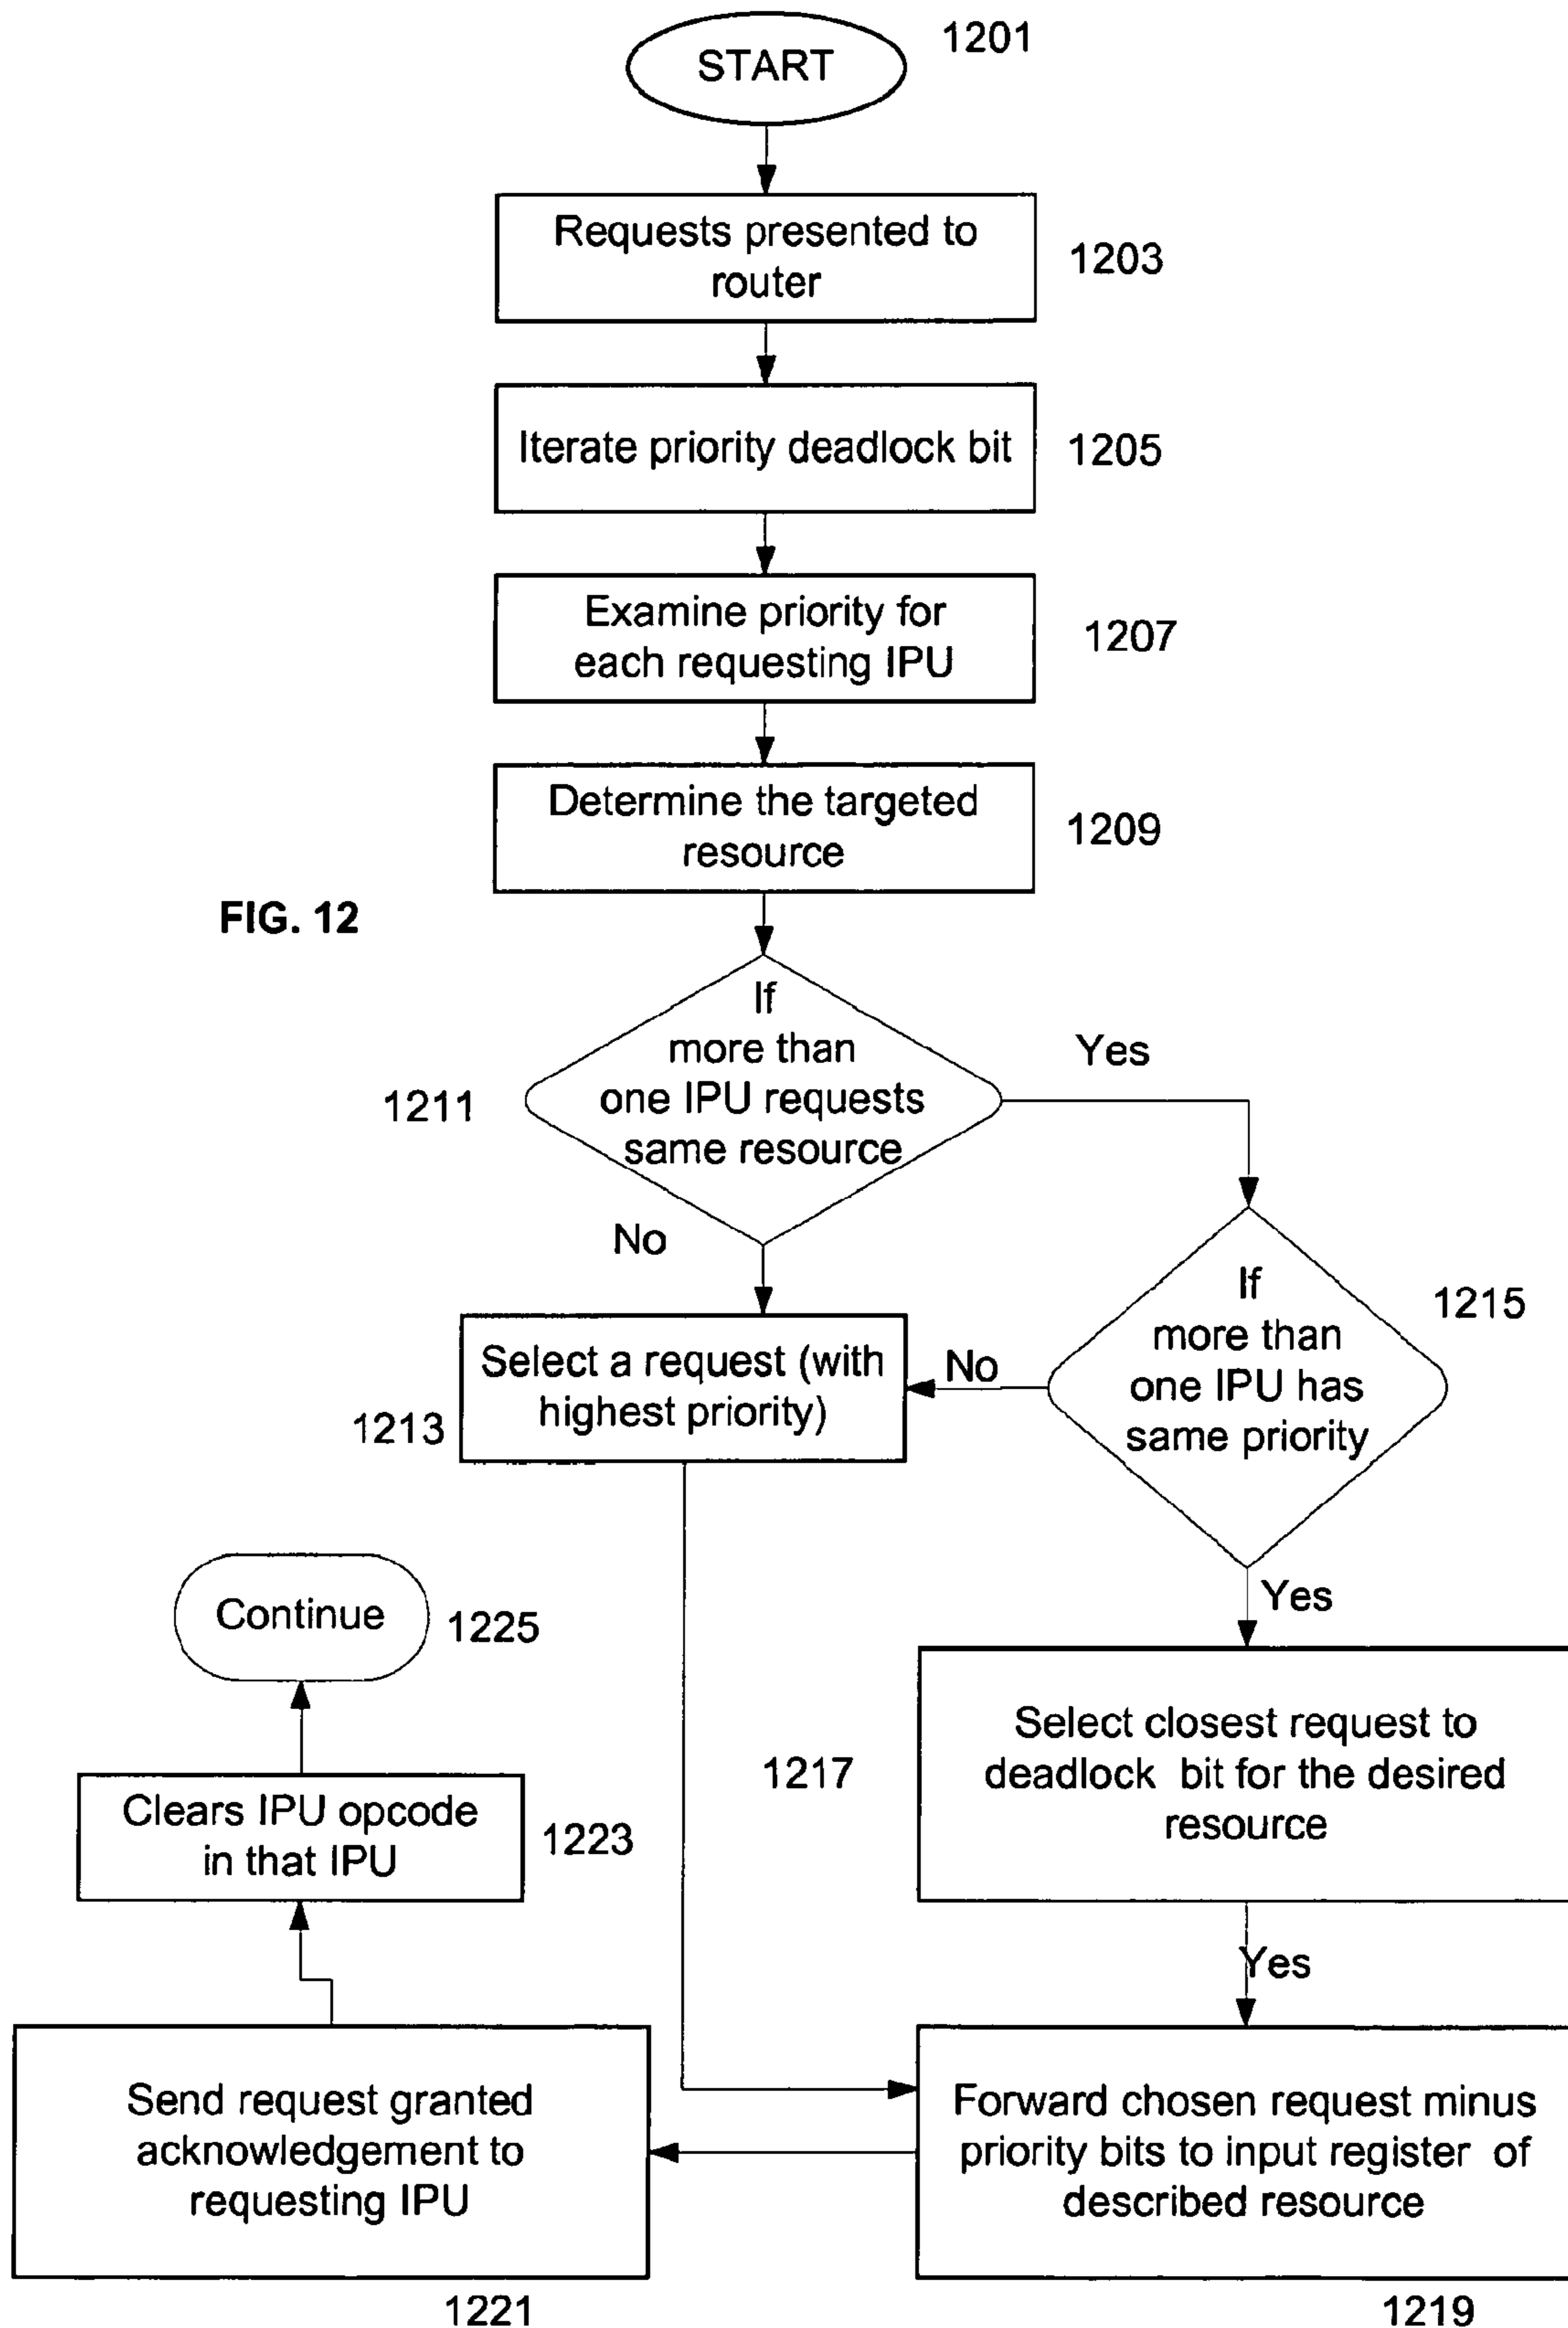 START
1201
Requests presented to
router
1203
Iterate priority deadlock bit
1205
Examine priority for
each requesting IPU
1207
Determine the targeted
resource
1209
FIG. 12
If
more than
one IPU requests
same resource
1211
Yes
No
If
more than
one IPU has
same priority
1215
No
Select a request (with
highest priority)
1213
Yes
Continue
1225
Select closest request to
deadlock bit for the desired
resource
1217
Clears IPU opcode
in that IPU
1223
Yes
Send request granted
acknowledgement to
requesting IPU
1221
Forward chosen request minus
priority bits to input register of
described resource
1219